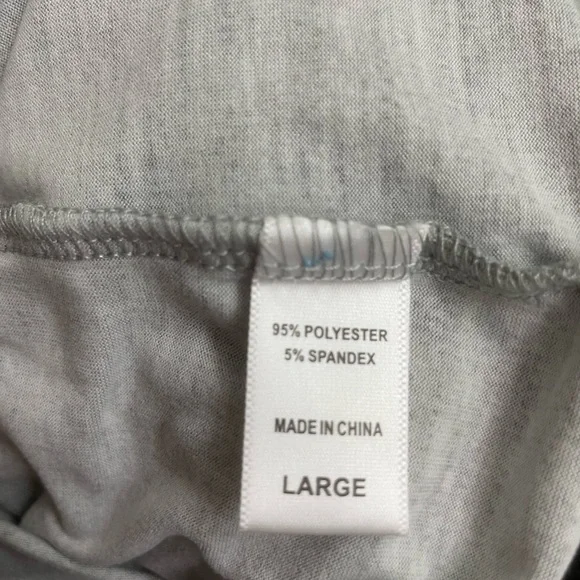 95% POLYESTER
5% SPANDEX
MADE IN CHINA
LARGE